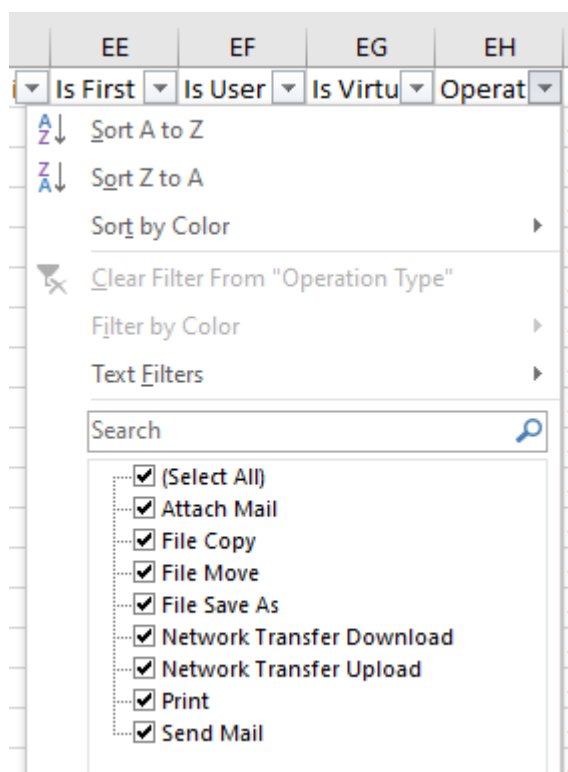 EE EF EG EH
Is First Is User Is Virtu Operat
Sort A to Z
Sort Z to A
Sort by Color
Clear Filter From "Operation Type"
Filter by Color
Text Filters
Search
(Select All)
Attach Mail
File Copy
File Move
File Save As
Network Transfer Download
Network Transfer Upload
Print
Send Mail